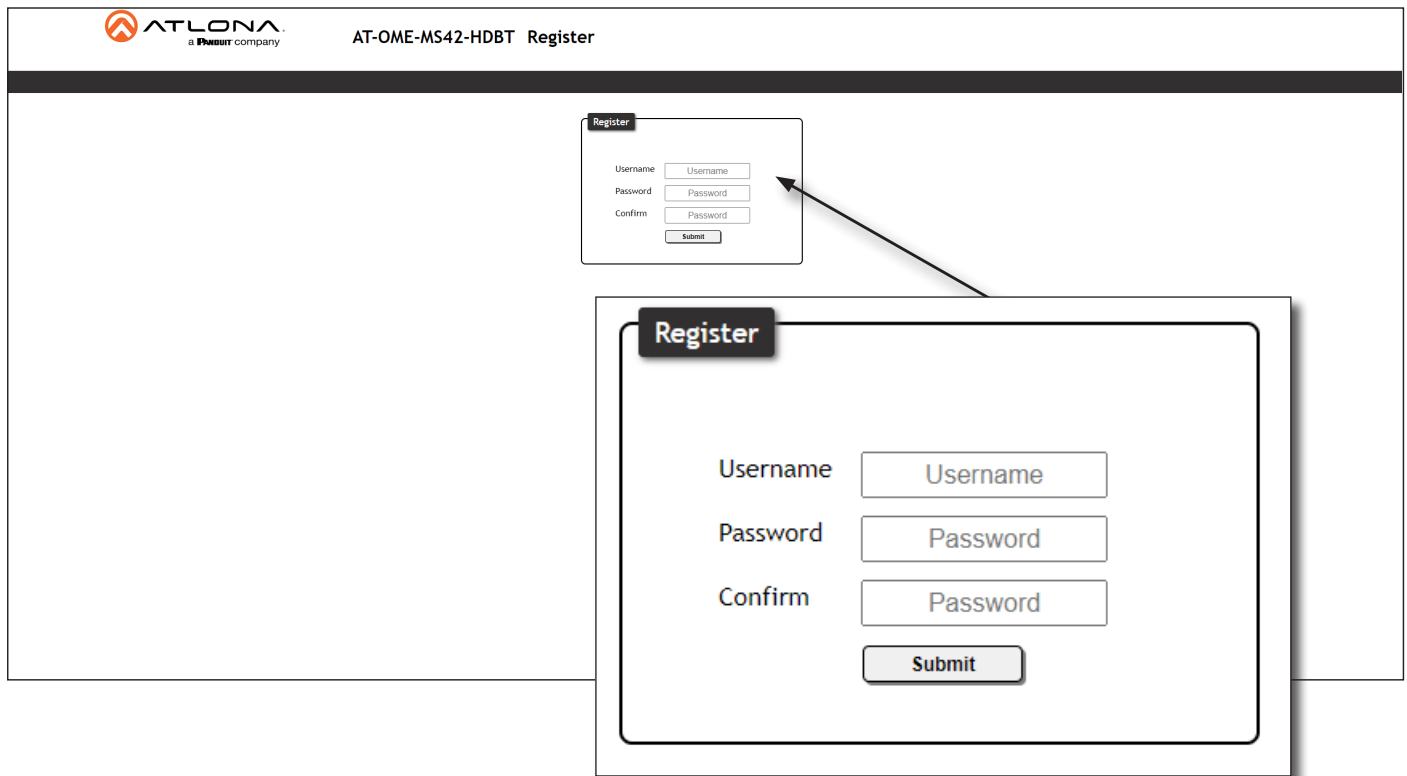 ATLONA.
a PANDUIT company
AT-OME-MS42-HDBT Register
Register
Username Username
Password Password
Confirm Password
Submit
Register
Username Username
Password Password
Confirm Password
Submit